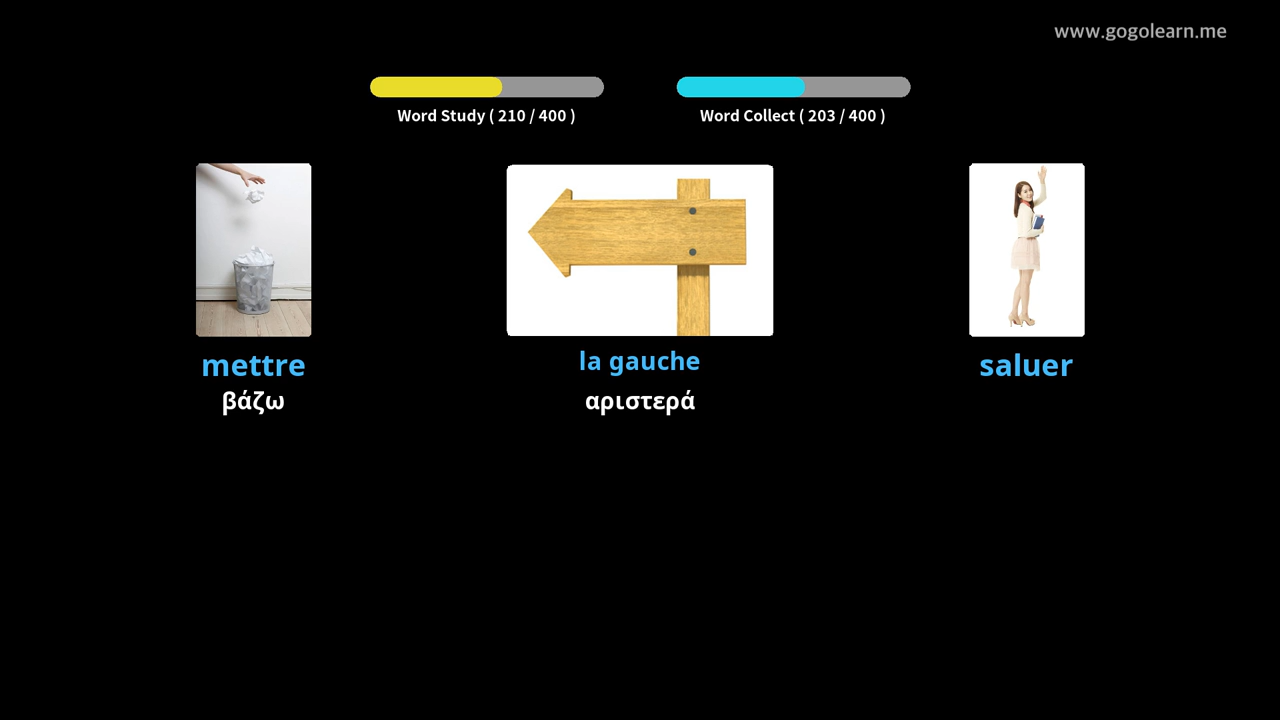 www.gogolearn.me
Word Study ( 210 / 400 )
Word Collect ( 203 / 400 )
mettre
βάζω
la gauche
αριστερά
saluer